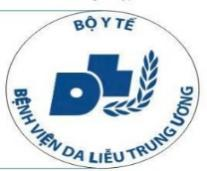 BỘ Y TẾ
BỆNH VIỆN DA LIỄU TRUNG ƯƠNG